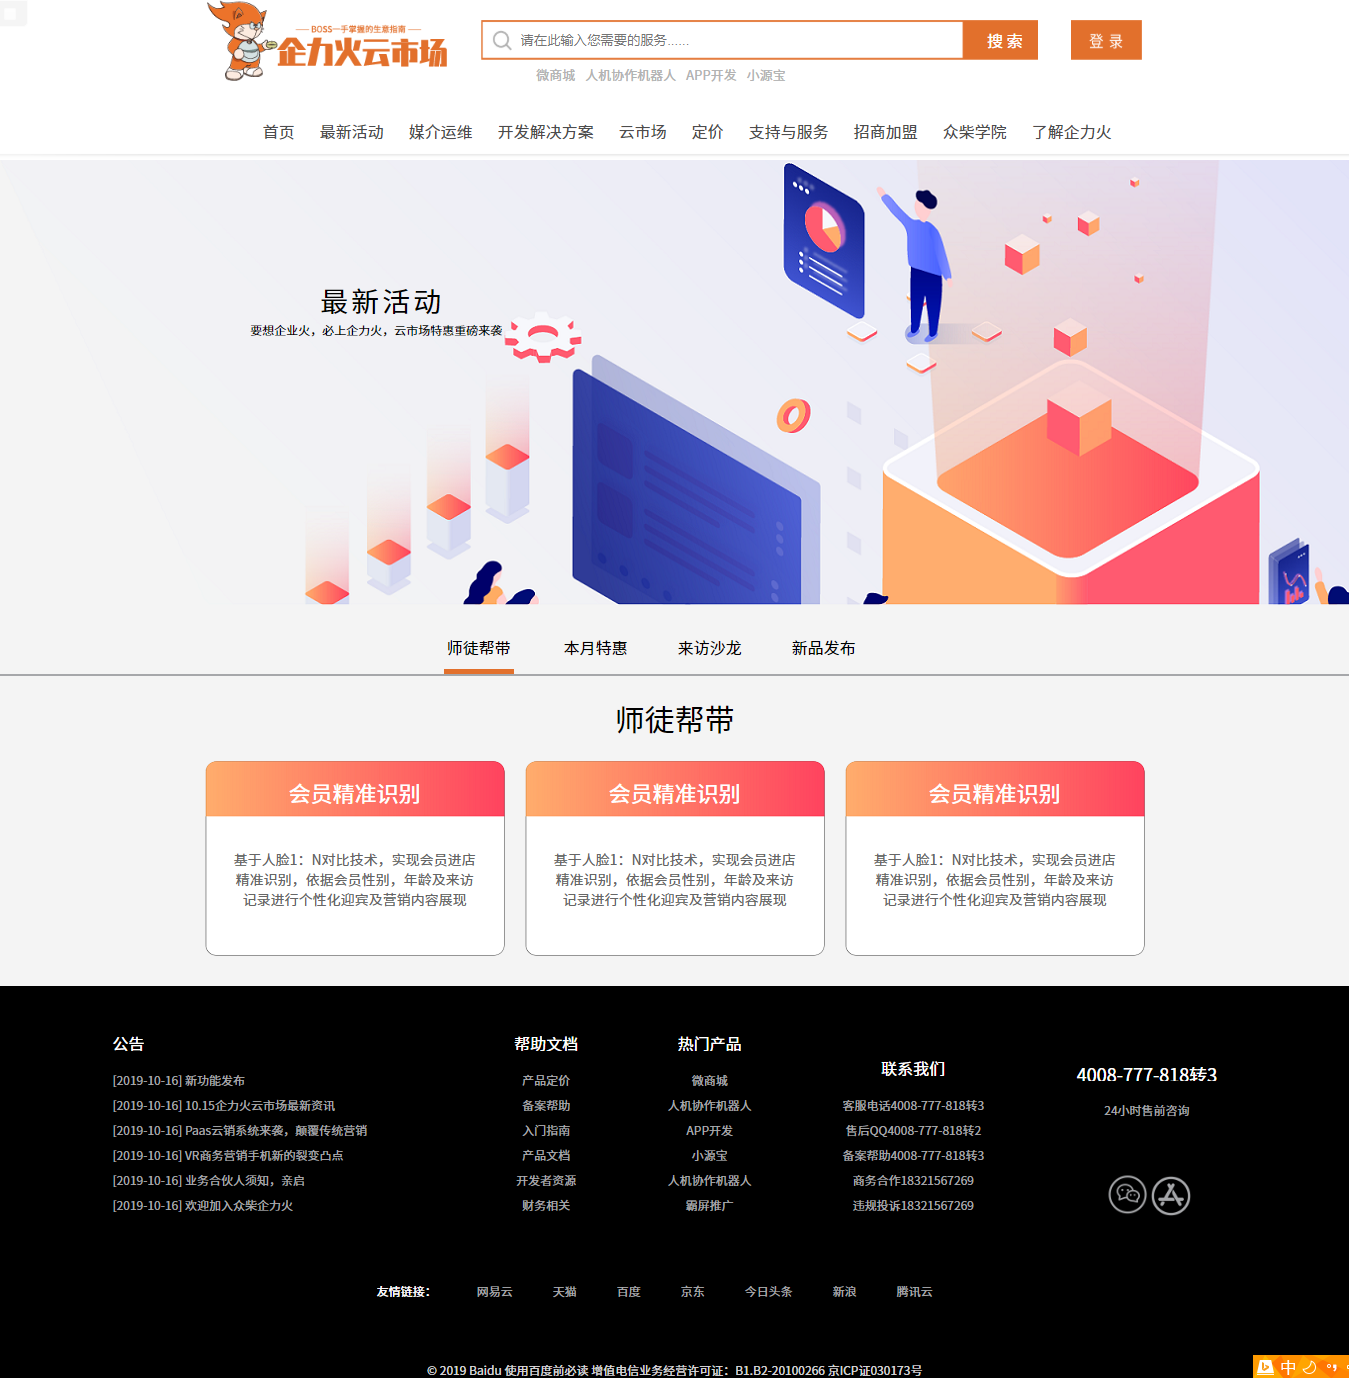 BOSS一手掌握的生意指南
企力火云市场
请在此输入您需要的服务......
搜 索
登 录
微商城 人机协作机器人 APP开发 小源宝
首页 最新活动 媒介运维 开发解决方案 云市场 定价 支持与服务 招商加盟 众柴学院 了解企力火
最新活动
要想企业火，必上企力火，云市场特惠重磅来袭
师徒帮带 本月特惠 来访沙龙 新品发布
师徒帮带
会员精准识别
基于人脸1：N对比技术，实现会员进店
精准识别，依据会员性别，年龄及来访
记录进行个性化迎宾及营销内容展现
会员精准识别
基于人脸1：N对比技术，实现会员进店
精准识别，依据会员性别，年龄及来访
记录进行个性化迎宾及营销内容展现
会员精准识别
基于人脸1：N对比技术，实现会员进店
精准识别，依据会员性别，年龄及来访
记录进行个性化迎宾及营销内容展现
公告
[2019-10-16] 新功能发布
[2019-10-16] 10.15企力火云市场最新资讯
[2019-10-16] Paas云销系统来袭，颠覆传统营销
[2019-10-16] VR商务营销手机新的裂变凸点
[2019-10-16] 业务合伙人须知，亲启
[2019-10-16] 欢迎加入众柴企力火
帮助文档
产品定价
备案帮助
入门指南
产品文档
开发者资源
财务相关
热门产品
微商城
人机协作机器人
APP开发
小源宝
人机协作机器人
霸屏推广
联系我们
客服电话4008-777-818转3
售后QQ4008-777-818转2
备案帮助4008-777-818转3
商务合作18321567269
违规投诉18321567269
4008-777-818转3
24小时售前咨询
友情链接： 网易云 天猫 百度 京东 今日头条 新浪 腾讯云
© 2019 Baidu 使用百度前必读 增值电信业务经营许可证：B1.B2-20100266 京ICP证030173号
中